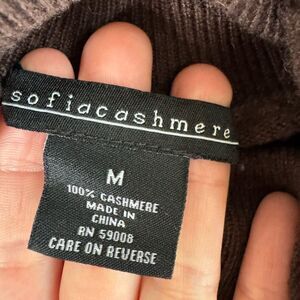 sofiacashmere
M
100% CASHMERE
MADE IN
CHINA
RN 59008
CARE ON REVERSE